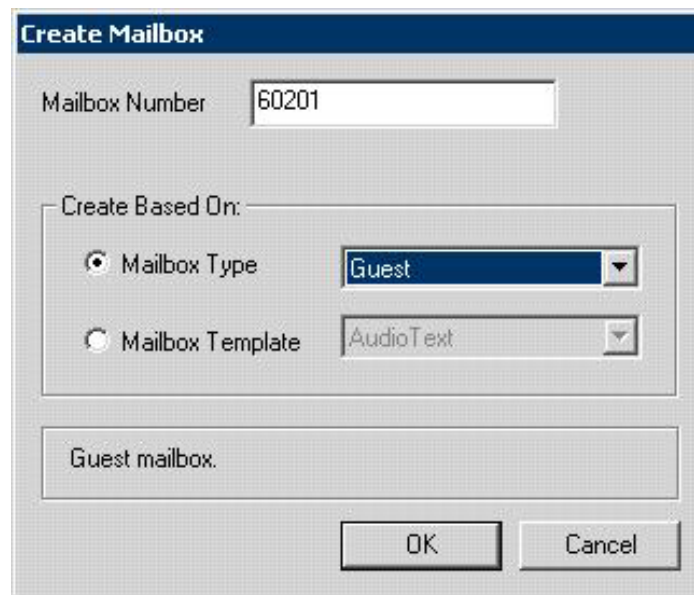 Create Mailbox
Mailbox Number 60201
Create Based On:
Mailbox Type Guest
Mailbox Template AudioText
Guest mailbox.
OK Cancel